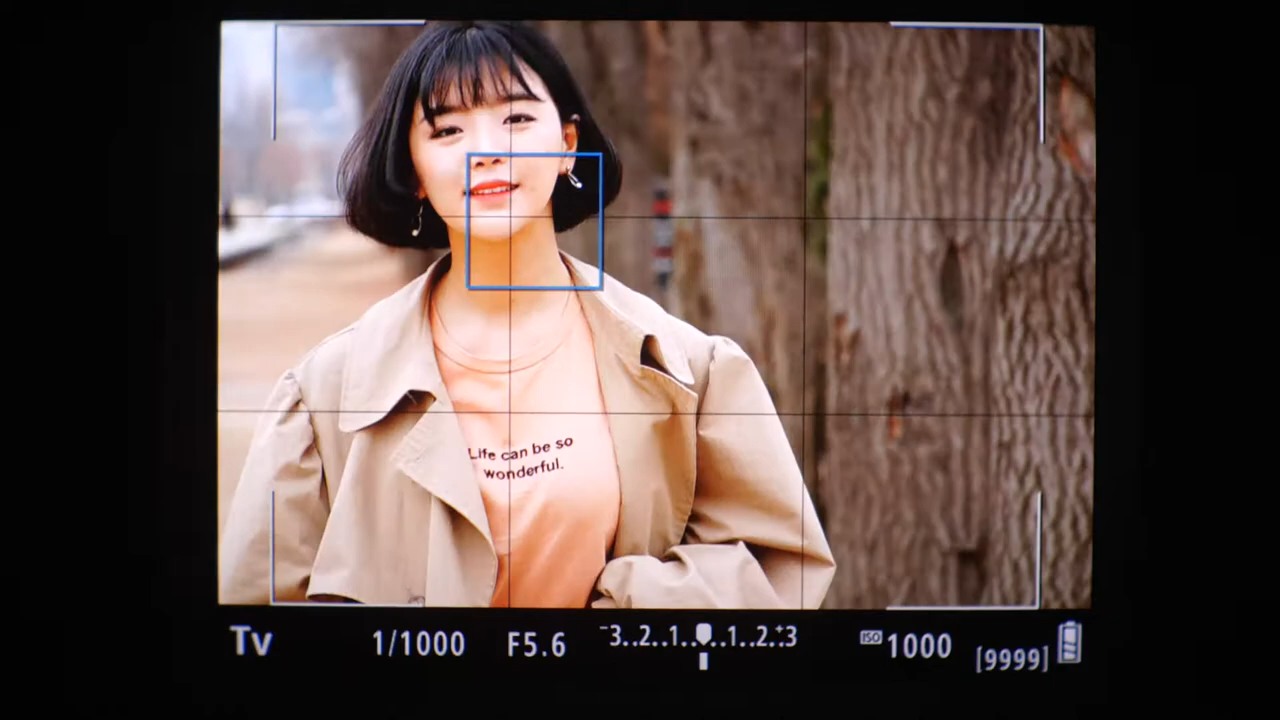 Life can be so
wonderful.
Tv 1/1000 F5.6 -3..2..1.. ..1..2..+3 ISO 1000 [9999]